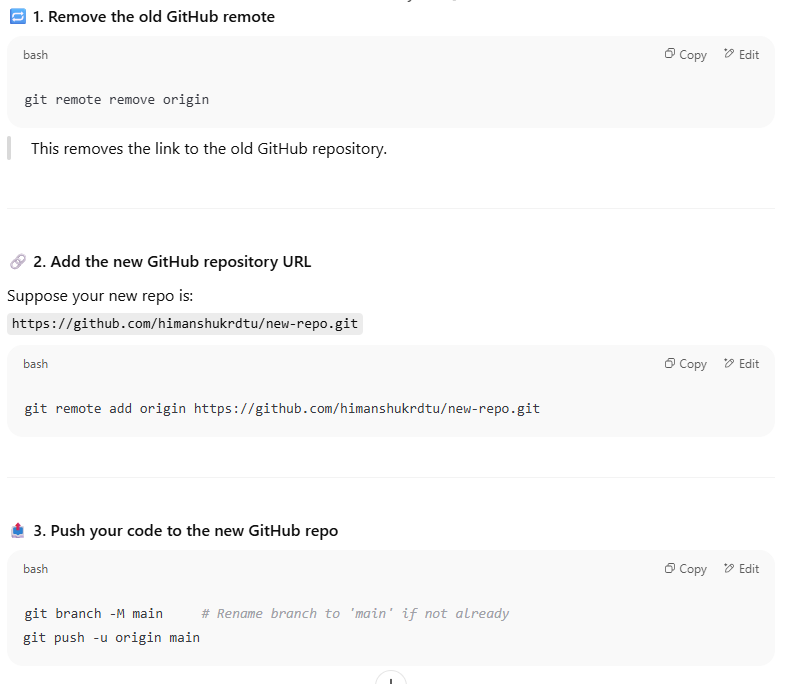 1. Remove the old GitHub remote
bash
Copy
Edit
git remote remove origin
This removes the link to the old GitHub repository.
2. Add the new GitHub repository URL
Suppose your new repo is:
https://github.com/himanshukrdtu/new-repo.git
bash
Copy
Edit
git remote add origin https://github.com/himanshukrdtu/new-repo.git
3. Push your code to the new GitHub repo
bash
Copy
Edit
git branch -M main     # Rename branch to 'main' if not already
git push -u origin main